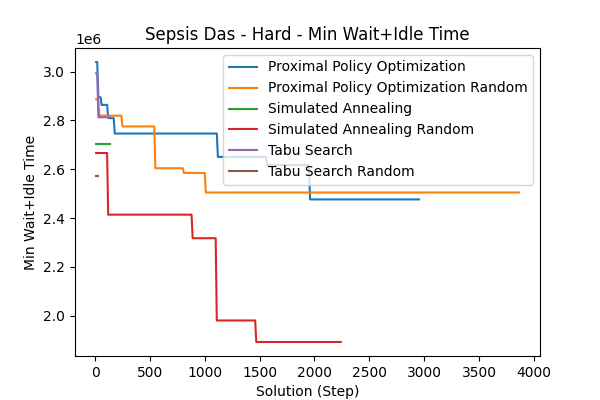 Sepsis Das - Hard - Min Wait+Idle Time
1e6
Min Wait+Idle Time
3.0
2.8
2.6
2.4
2.2
2.0
Proximal Policy Optimization
Proximal Policy Optimization Random
Simulated Annealing
Simulated Annealing Random
Tabu Search
Tabu Search Random
0 500 1000 1500 2000 2500 3000 3500 4000
Solution (Step)